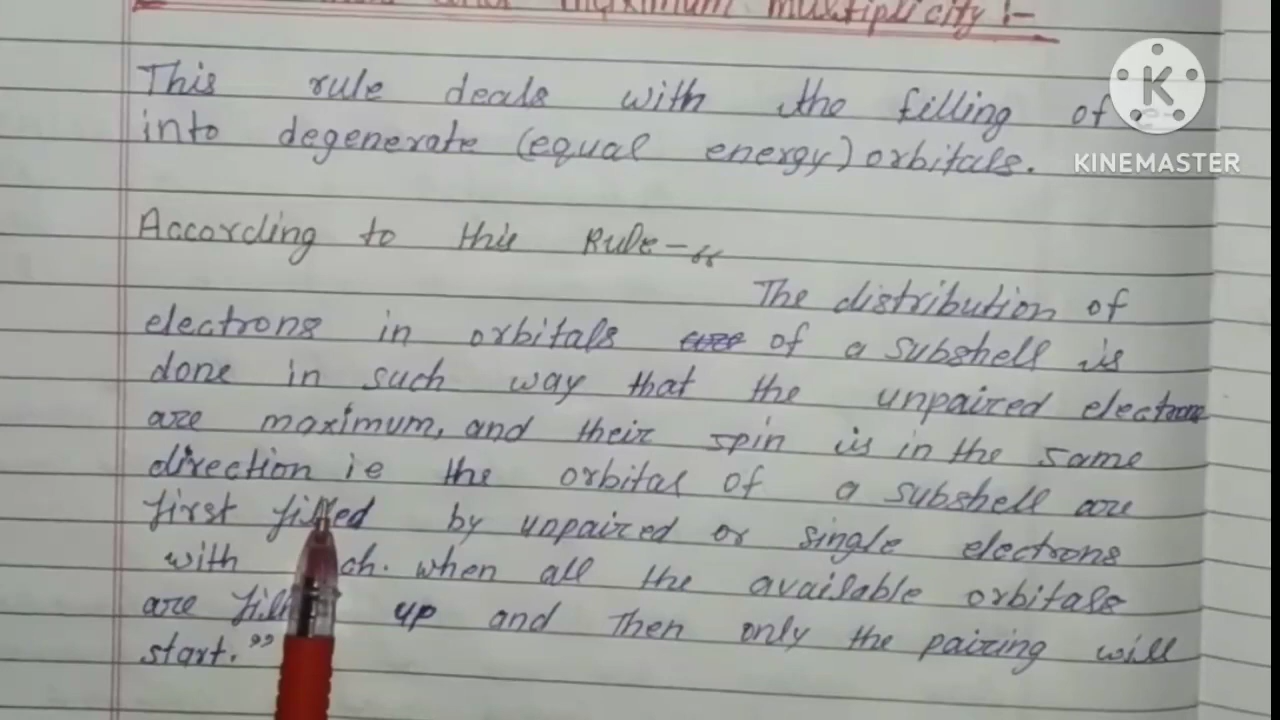 maximum multiplicity :-
This rule deals with the filling of e-
into degenerate (equal energy) orbitals.
According to this Rule - "
The distribution of
electrons in orbitals of a subshell is
done in such way that the unpaired electrons
are maximum, and their spin is in the same
direction ie the orbital of a subshell are
first filled by unpaired or single electrons
with when all the available orbitals
are up and then only the pairing will
start."
KINEMASTER